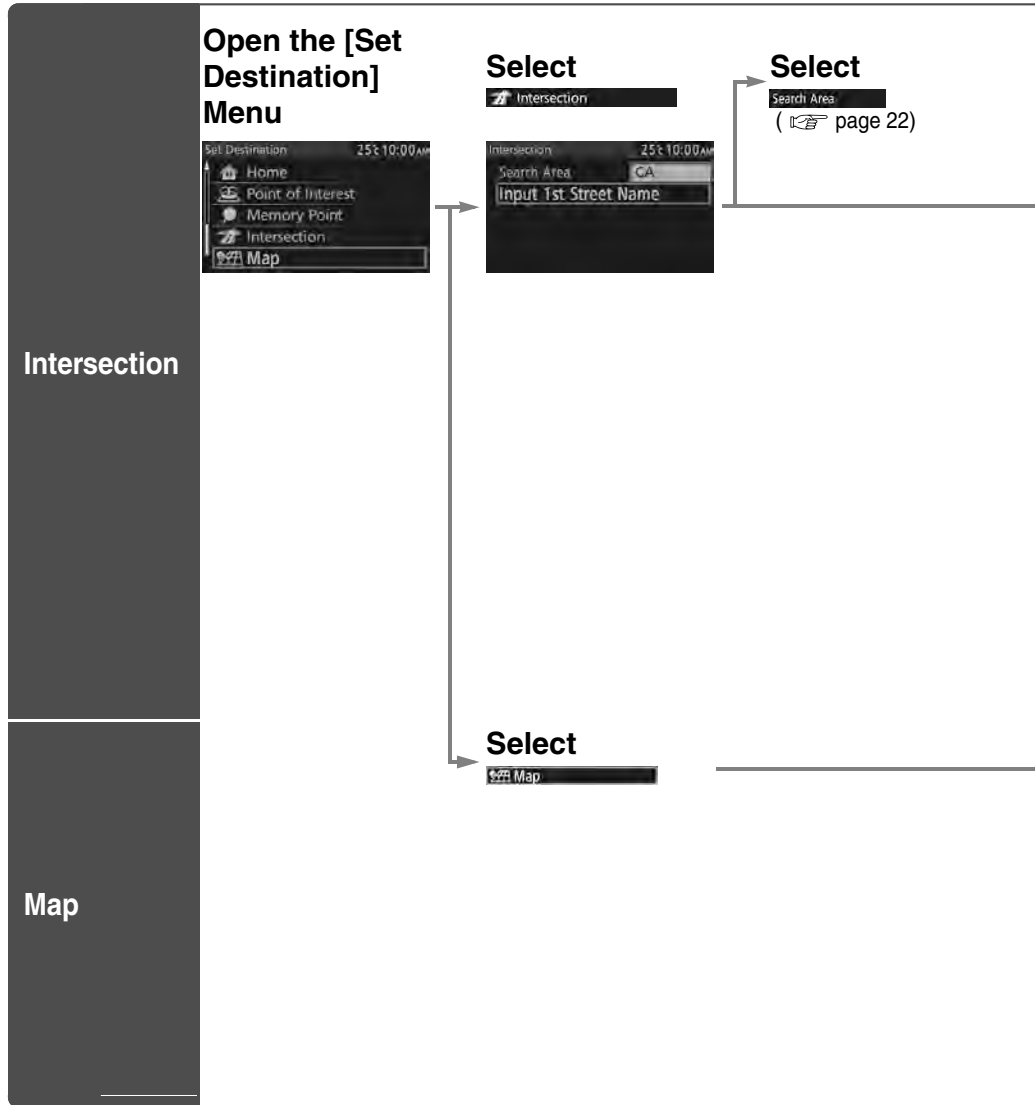 Intersection
Open the [Set
Destination]
Menu
Set Destination 25℃ 10:00AM
Home
Point of Interest
Memory Point
Intersection
Map
Select
Intersection
Intersection 25℃ 10:00AM
Search Area CA
Input 1st Street Name
Select
Search Area
( ☞ page 22)
Map
Select
Map